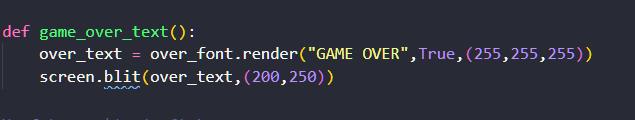 def game_over_text():
    over_text = over_font.render("GAME OVER",True,(255,255,255))
    screen.blit(over_text,(200,250))